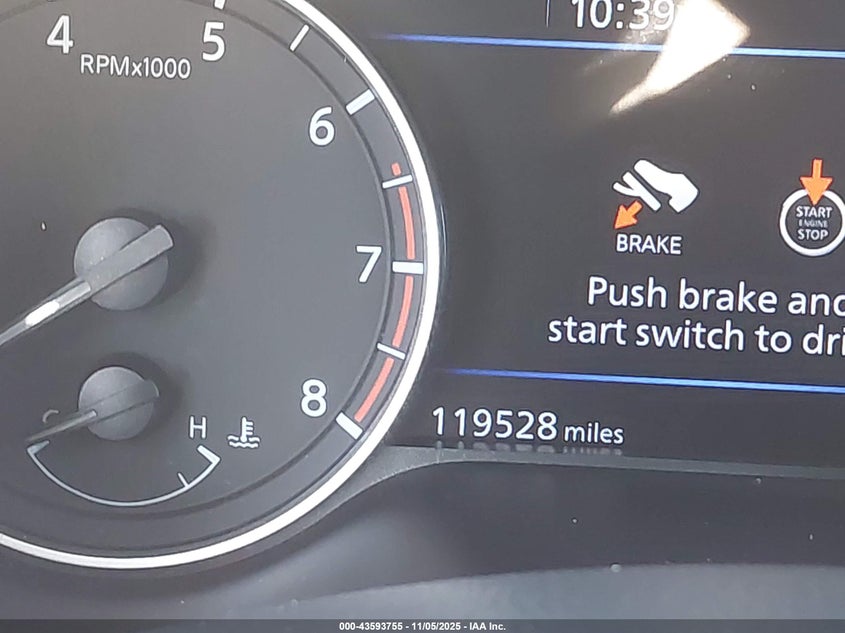 10:39
4
5
RPMx1000
6
7
8
H
BRAKE
START
ENGINE
STOP
Push brake and
start switch to dri
119528 miles
000-43593755 - 11/05/2025 - IAA Inc.